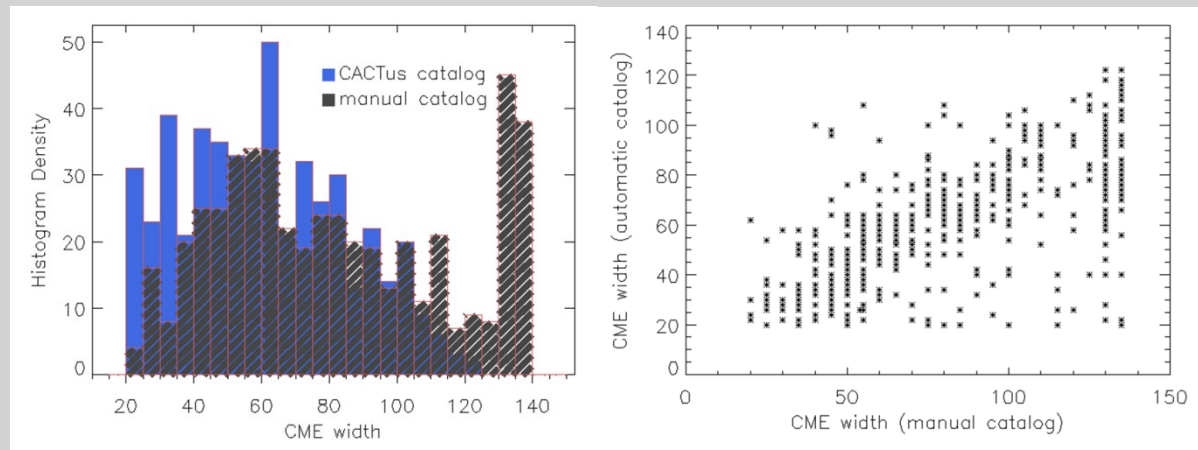 50
40
30
20
10
0
Histogram Density
CACTus catalog
manual catalog
20 40 60 80 100 120 140
CME width
140
120
100
80
60
40
20
0
CME width (automatic catalog)
0 50 100 150
CME width (manual catalog)